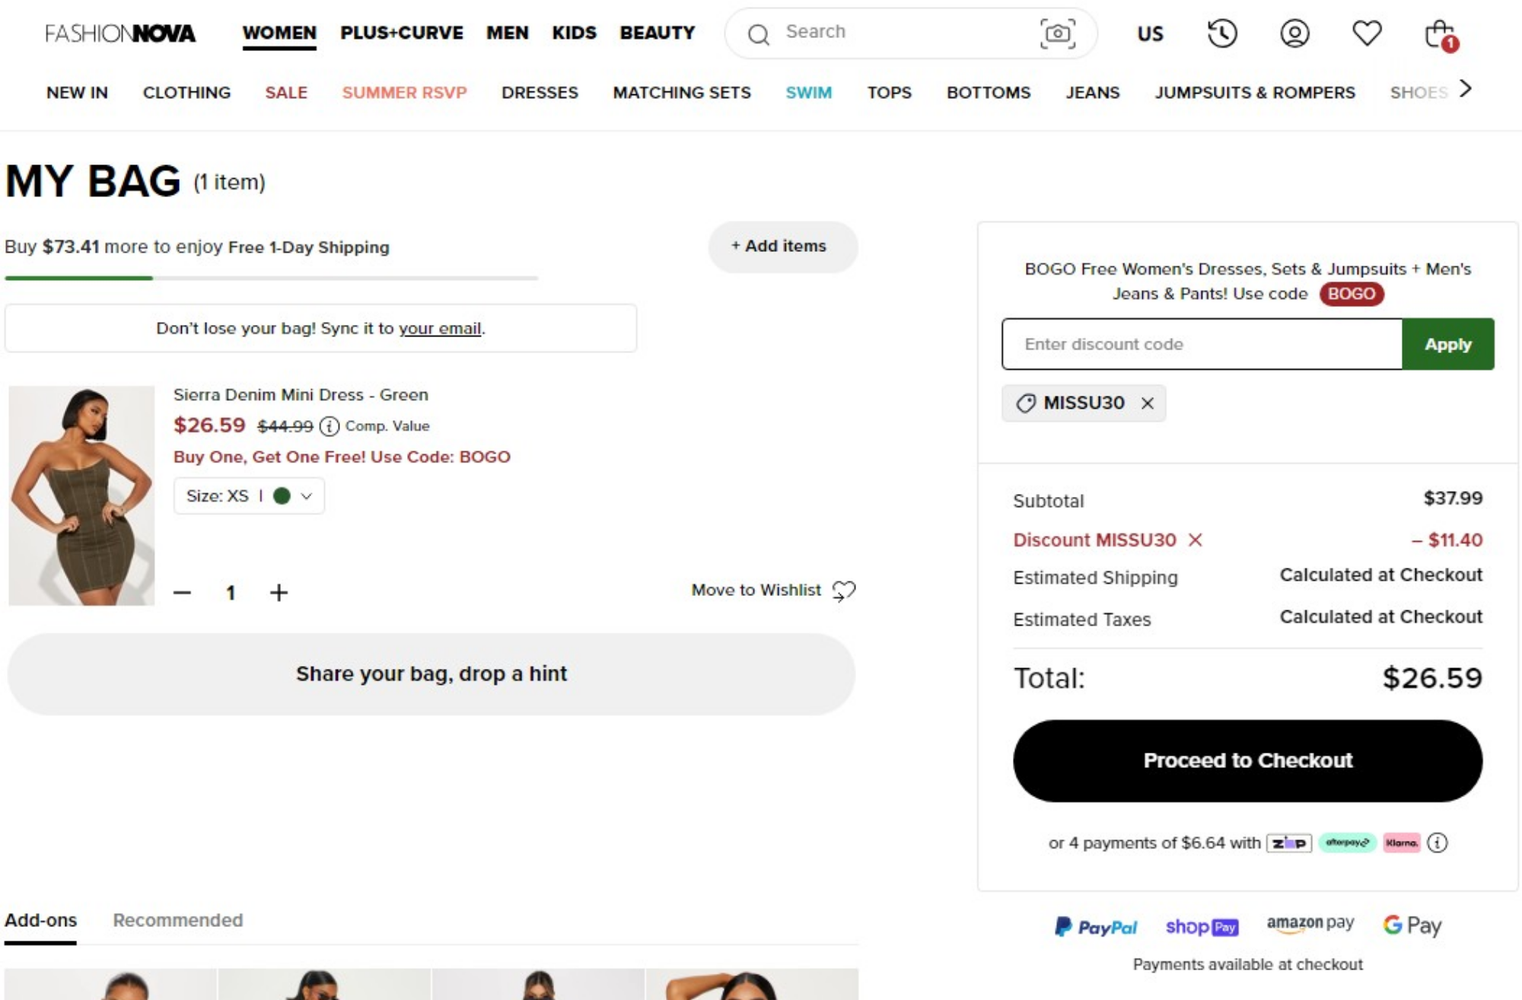 FASHIONNOVA
WOMEN PLUS+CURVE MEN KIDS BEAUTY
Search
US
1
NEW IN CLOTHING SALE SUMMER RSVP DRESSES MATCHING SETS SWIM TOPS BOTTOMS JEANS JUMPSUITS & ROMPERS SHOES
MY BAG (1 item)
Buy $73.41 more to enjoy Free 1-Day Shipping
+ Add items
Don't lose your bag! Sync it to your email.
Sierra Denim Mini Dress - Green
$26.59 $44.99 i Comp. Value
Buy One, Get One Free! Use Code: BOGO
Size: XS |
− 1 +
Move to Wishlist
Share your bag, drop a hint
BOGO Free Women's Dresses, Sets & Jumpsuits + Men's
Jeans & Pants! Use code BOGO
Enter discount code
Apply
MISSU30 ×
Subtotal $37.99
Discount MISSU30 × – $11.40
Estimated Shipping Calculated at Checkout
Estimated Taxes Calculated at Checkout
Total: $26.59
Proceed to Checkout
or 4 payments of $6.64 with ZIP afterpay Klarna. i
PayPal shop Pay amazon pay G Pay
Payments available at checkout
Add-ons Recommended